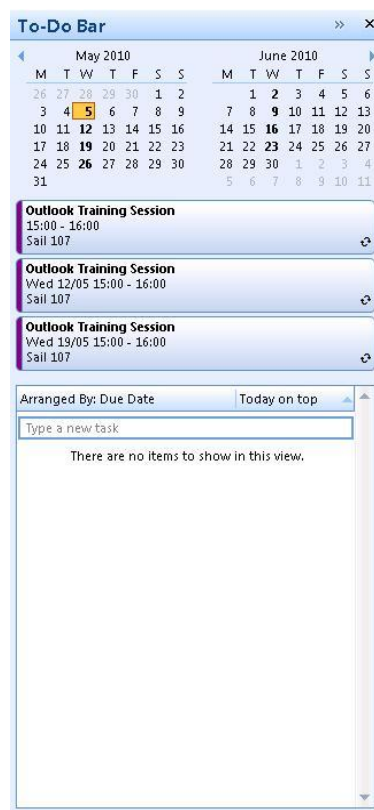 To-Do Bar
May 2010
M T W T F S S
26 27 28 29 30 1 2
3 4 5 6 7 8 9
10 11 12 13 14 15 16
17 18 19 20 21 22 23
24 25 26 27 28 29 30
31
June 2010
M T W T F S S
1 2 3 4 5 6
7 8 9 10 11 12 13
14 15 16 17 18 19 20
21 22 23 24 25 26 27
28 29 30 1 2 3 4
5 6 7 8 9 10 11
Outlook Training Session
15:00 - 16:00
Sail 107
Outlook Training Session
Wed 12/05 15:00 - 16:00
Sail 107
Outlook Training Session
Wed 19/05 15:00 - 16:00
Sail 107
Arranged By: Due Date Today on top
Type a new task
There are no items to show in this view.